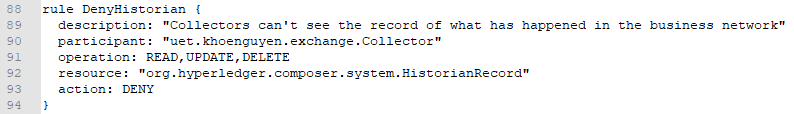 88 rule DenyHistorian {
89   description: "Collectors can't see the record of what has happened in the business network"
90   participant: "uet.khoenguyen.exchange.Collector"
91   operation: READ,UPDATE,DELETE
92   resource: "org.hyperledger.composer.system.HistorianRecord"
93   action: DENY
94 }